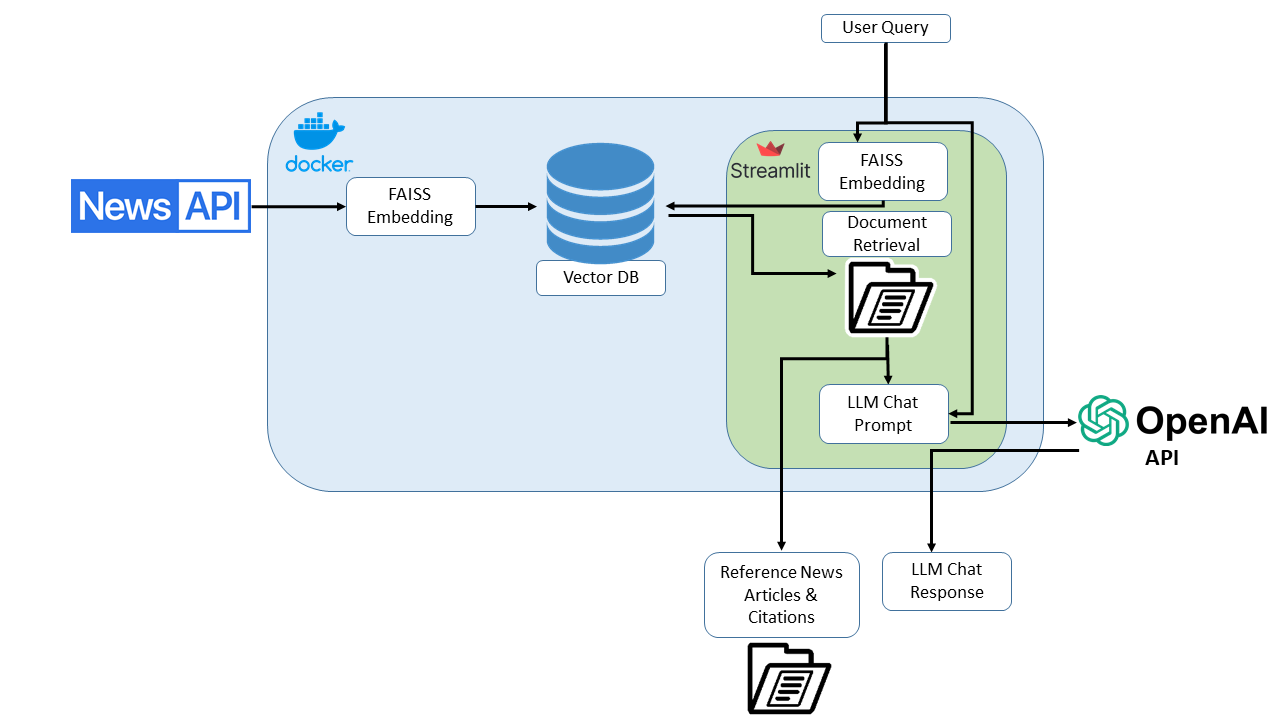 User Query
docker
Streamlit
FAISS
Embedding
News API
FAISS
Embedding
Document
Retrieval
Vector DB
LLM Chat
Prompt
OpenAI
API
Reference News
Articles &
Citations
LLM Chat
Response